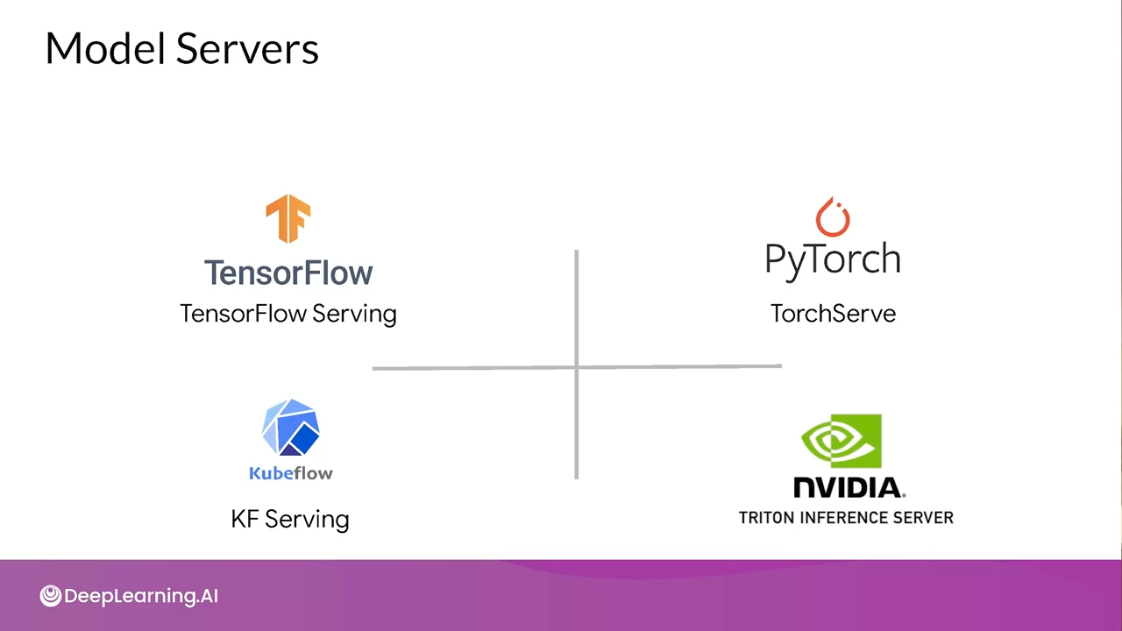 Model Servers
TensorFlow
TensorFlow Serving
PyTorch
TorchServe
Kubeflow
KF Serving
NVIDIA.
TRITON INFERENCE SERVER
DeepLearning.AI